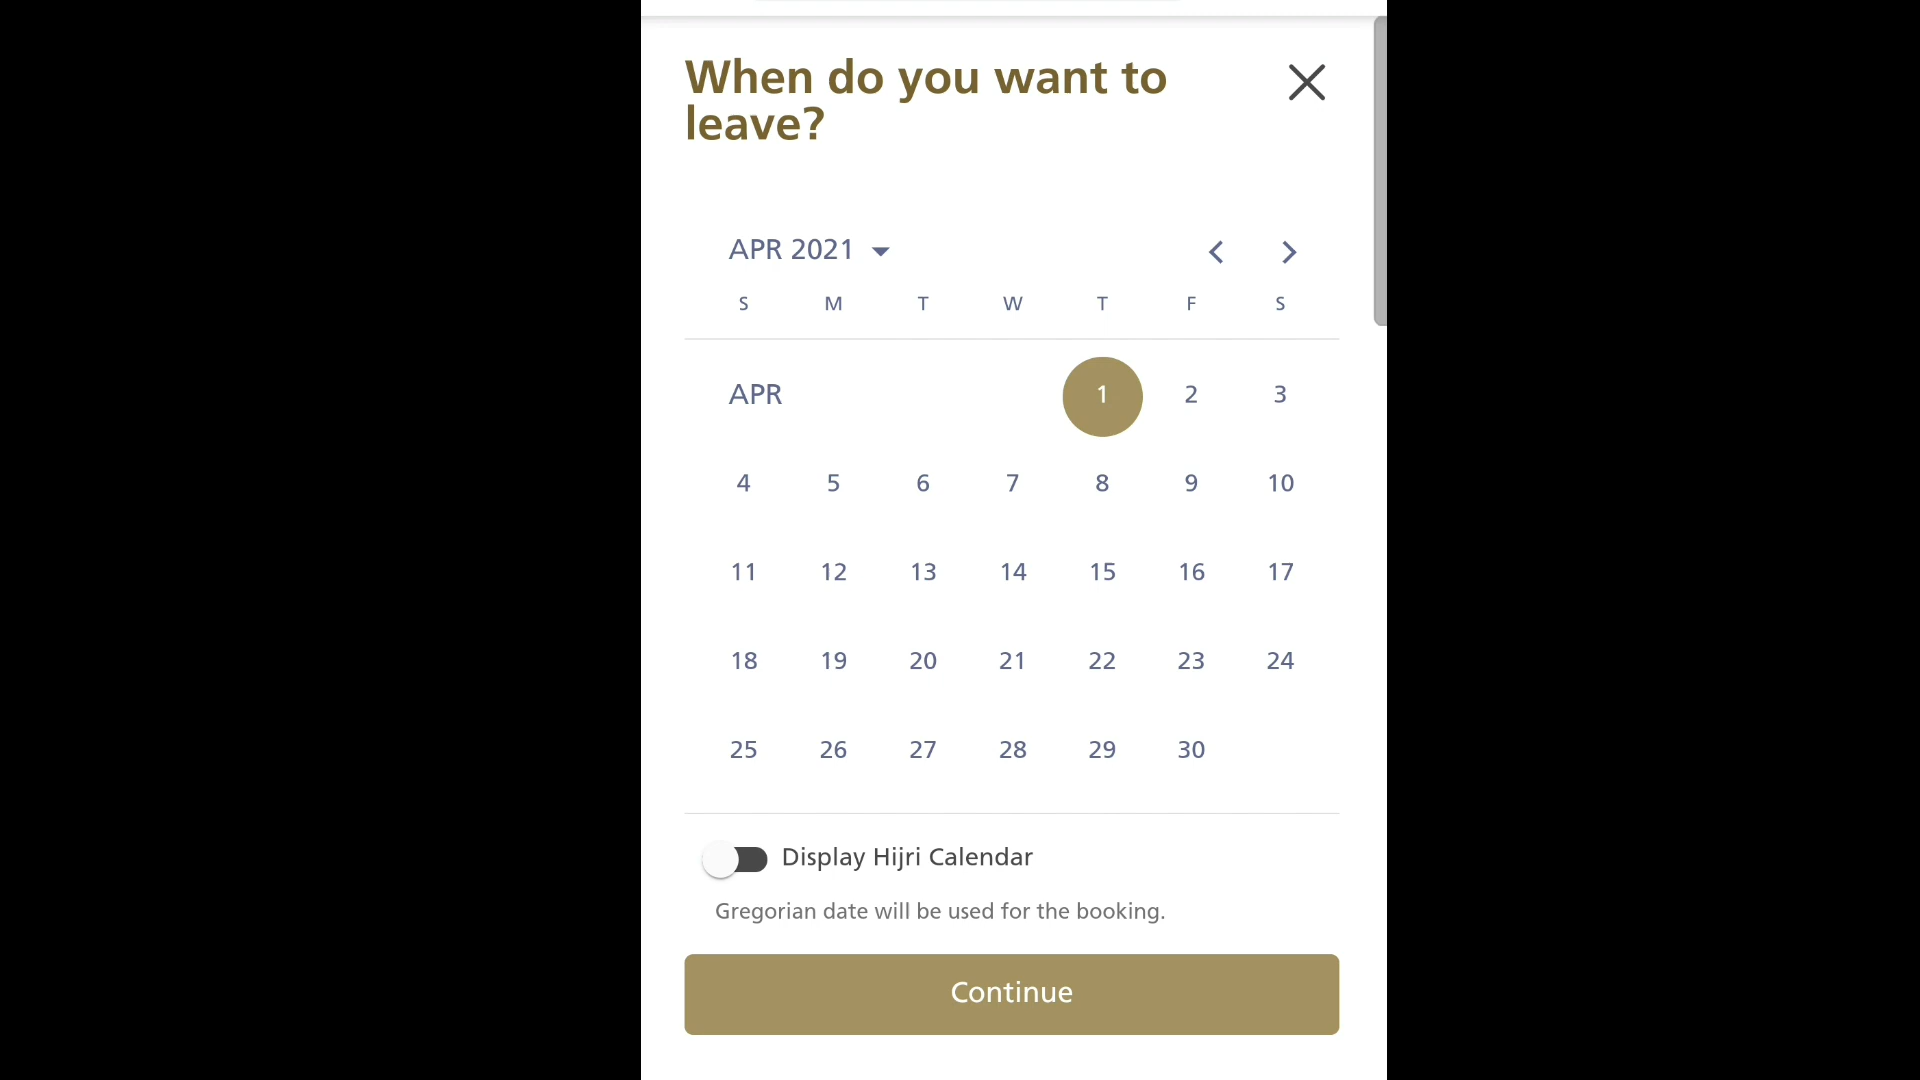 When do you want to
leave?
APR 2021
S M T W T F S
APR 1 2 3
4 5 6 7 8 9 10
11 12 13 14 15 16 17
18 19 20 21 22 23 24
25 26 27 28 29 30
Display Hijri Calendar
Gregorian date will be used for the booking.
Continue